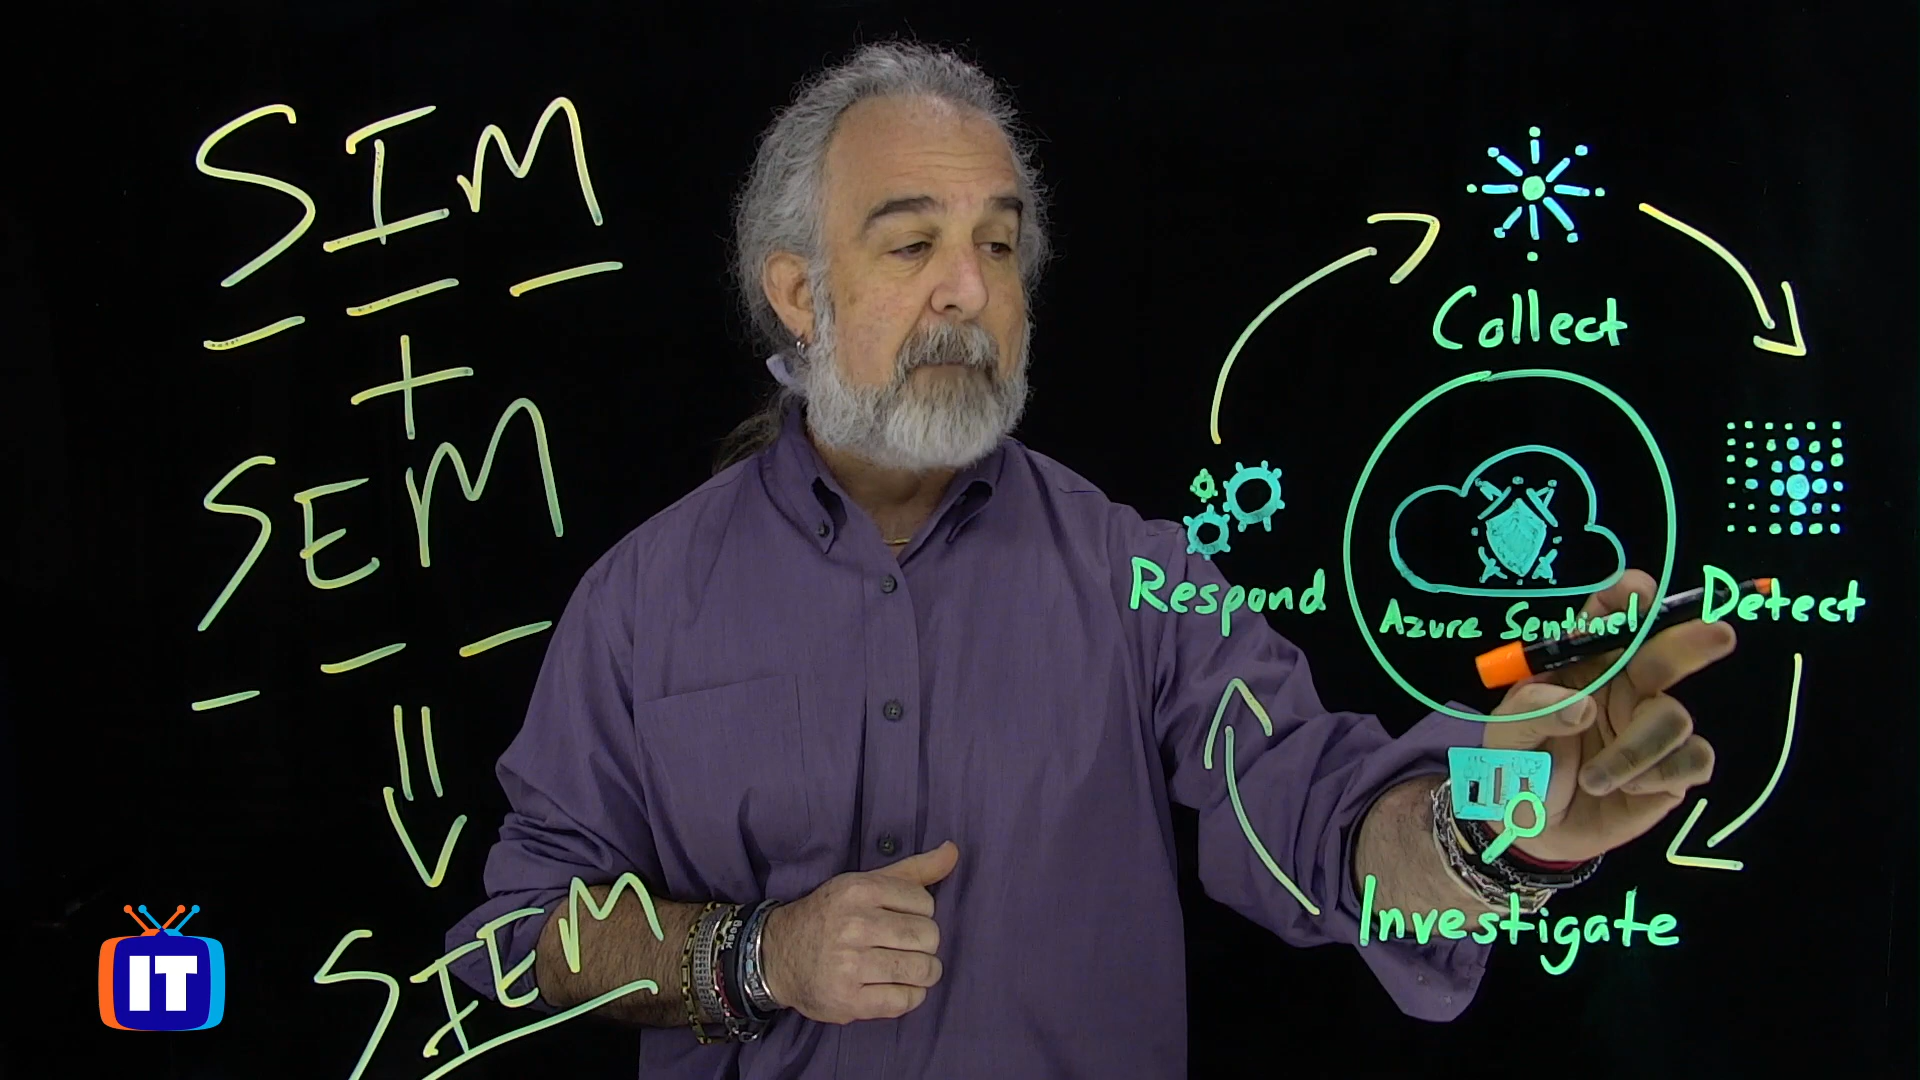 SIM
+
SEM
SIEM
Collect
Detect
Investigate
Respond
Azure Sentinel
IT